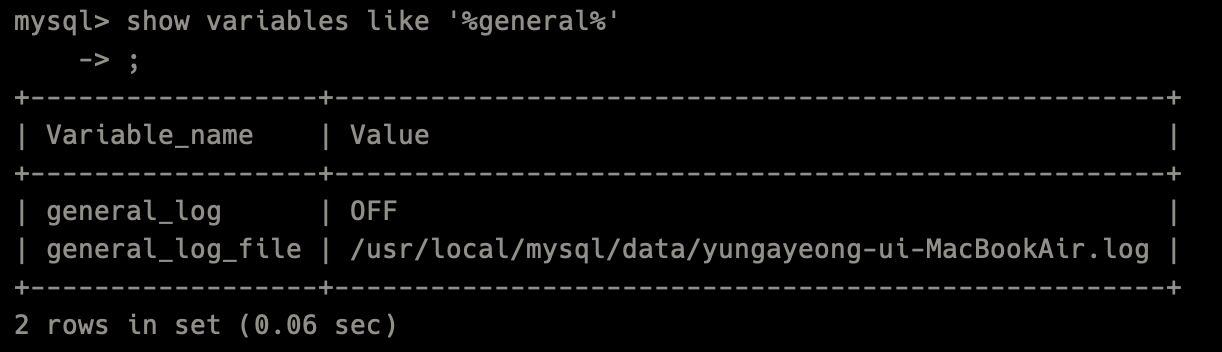 mysql> show variables like '%general%'
    -> ;
+------------------+----------------------------------------------------+
| Variable_name    | Value                                              |
+------------------+----------------------------------------------------+
| general_log      | OFF                                                |
| general_log_file | /usr/local/mysql/data/yungayeong-ui-MacBookAir.log |
+------------------+----------------------------------------------------+
2 rows in set (0.06 sec)